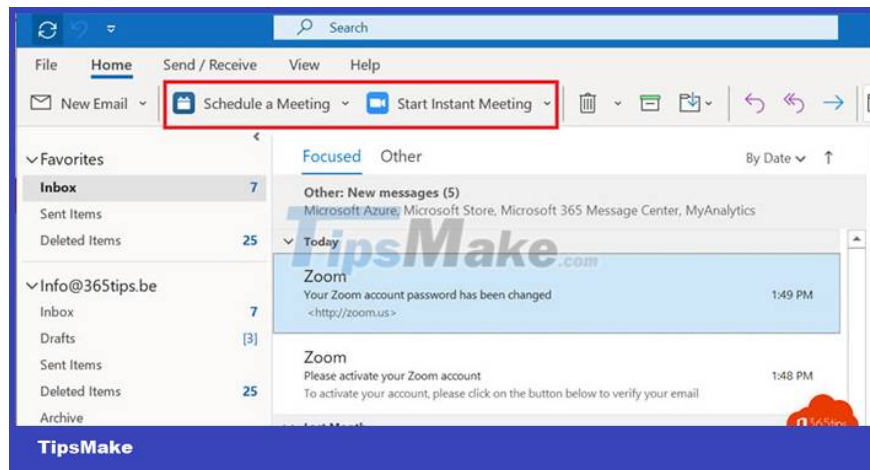 Search
File Home Send / Receive View Help
New Email Schedule a Meeting Start Instant Meeting
Favorites
Inbox 7
Sent Items
Deleted Items 25
Info@365tips.be
Inbox 7
Drafts [3]
Sent Items
Deleted Items 25
Archive
Focused Other By Date
Other: New messages (5)
Microsoft Azure, Microsoft Store, Microsoft 365 Message Center, MyAnalytics
Today
TipsMake.com
Zoom
Your Zoom account password has been changed 1:49 PM
<http://zoom.us>
Zoom
Please activate your Zoom account 1:48 PM
To activate your account, please click on the button below to verify your email
365tips
TipsMake